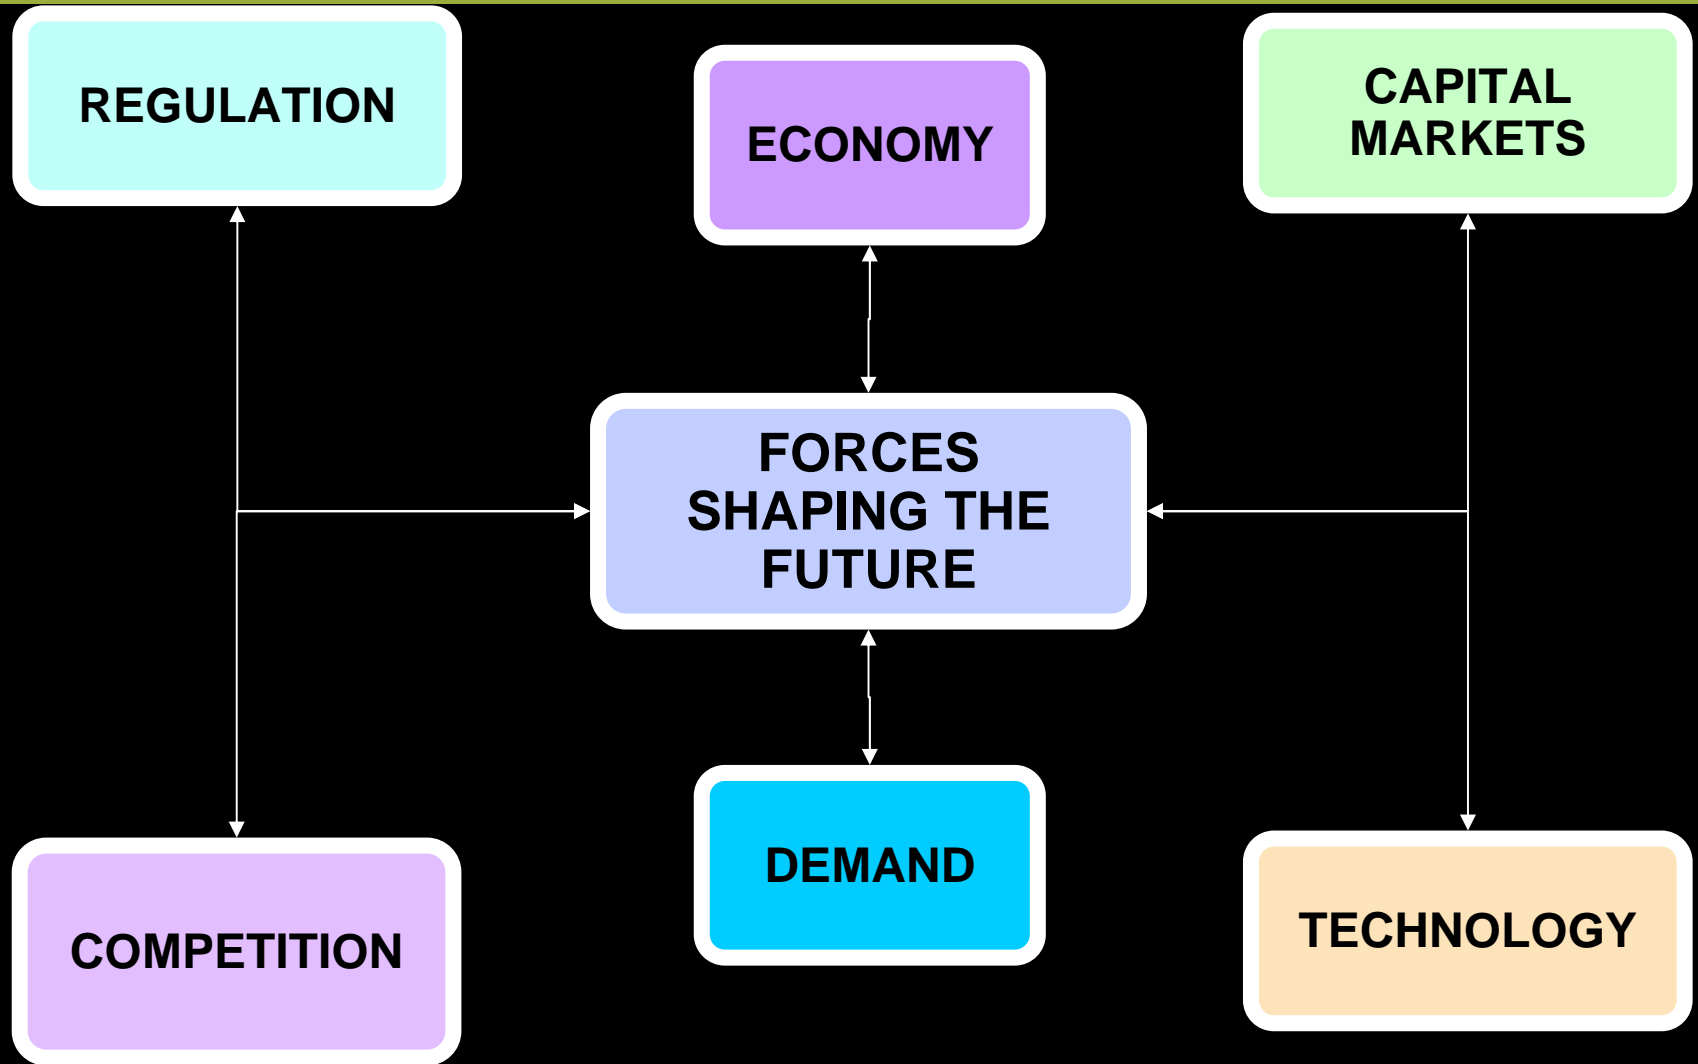 REGULATION
ECONOMY
CAPITAL
MARKETS
FORCES
SHAPING THE
FUTURE
DEMAND
COMPETITION
TECHNOLOGY